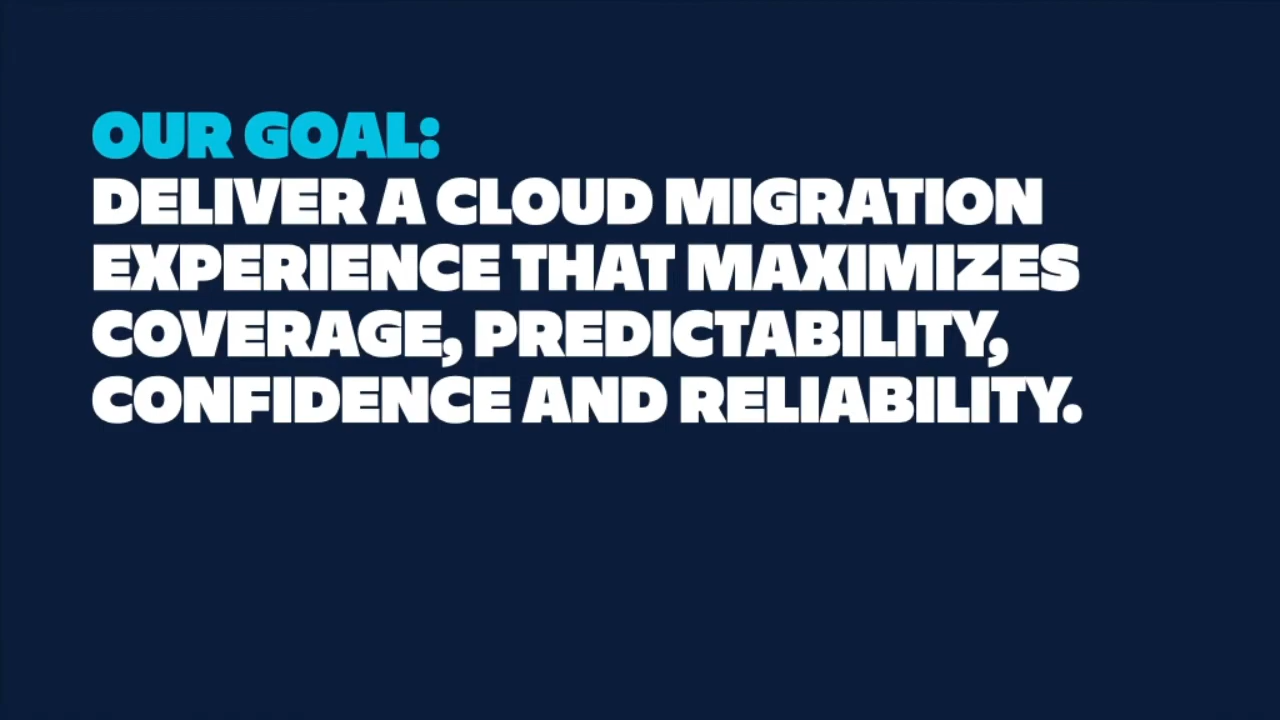 OUR GOAL:
DELIVER A CLOUD MIGRATION
EXPERIENCE THAT MAXIMIZES
COVERAGE, PREDICTABILITY,
CONFIDENCE AND RELIABILITY.